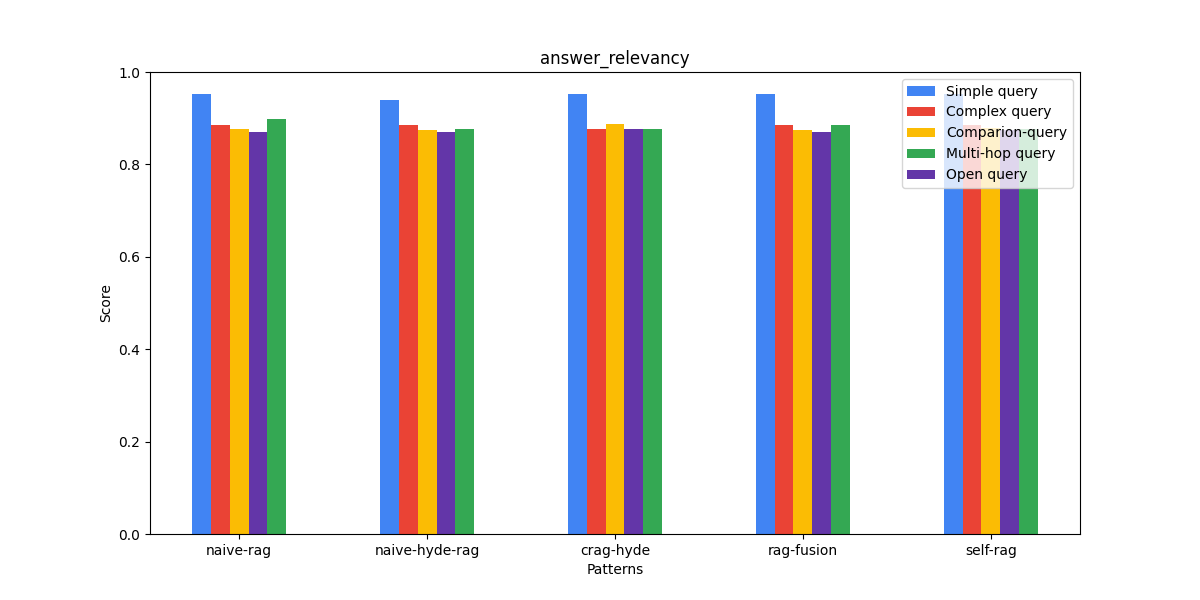 answer_relevancy
1.0
0.8
0.6
0.4
0.2
0.0
Score
Simple query
Complex query
Comparion query
Multi-hop query
Open query
naive-rag
naive-hyde-rag
crag-hyde
rag-fusion
self-rag
Patterns